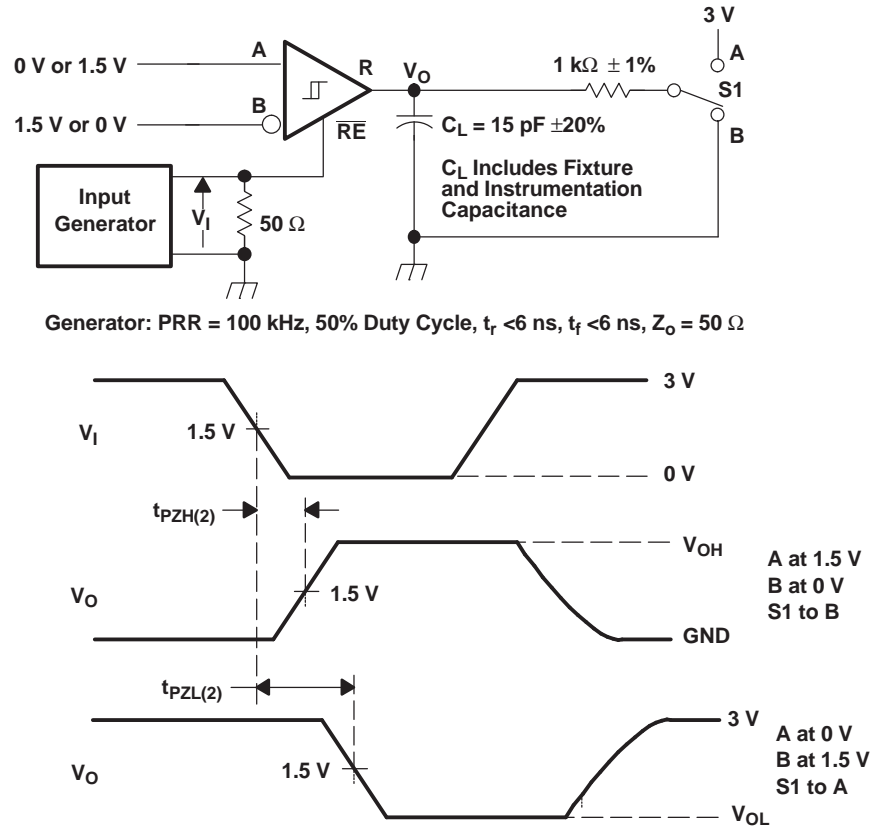 3 V
A
0 V or 1.5 V
A
R
V_O
1 kΩ ± 1%
S1
B
1.5 V or 0 V
R̅E̅
C_L = 15 pF ±20%
B
C_L Includes Fixture
and Instrumentation
Capacitance
Input
Generator
V_I
50 Ω
Generator: PRR = 100 kHz, 50% Duty Cycle, t_r <6 ns, t_f <6 ns, Z_o = 50 Ω
3 V
V_I
1.5 V
0 V
t_PZH(2)
V_OH
A at 1.5 V
B at 0 V
S1 to B
V_O
1.5 V
GND
t_PZL(2)
3 V
A at 0 V
B at 1.5 V
S1 to A
V_O
1.5 V
V_OL